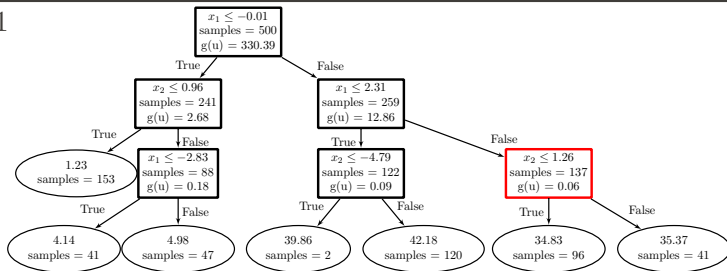 1
x₁ ≤ −0.01
samples = 500
g(u) = 330.39
True
False
x₂ ≤ 0.96
samples = 241
g(u) = 2.68
x₁ ≤ 2.31
samples = 259
g(u) = 12.86
True
False
True
False
1.23
samples = 153
x₁ ≤ −2.83
samples = 88
g(u) = 0.18
x₂ ≤ −4.79
samples = 122
g(u) = 0.09
x₂ ≤ 1.26
samples = 137
g(u) = 0.06
True
False
True
False
True
False
4.14
samples = 41
4.98
samples = 47
39.86
samples = 2
42.18
samples = 120
34.83
samples = 96
35.37
samples = 41